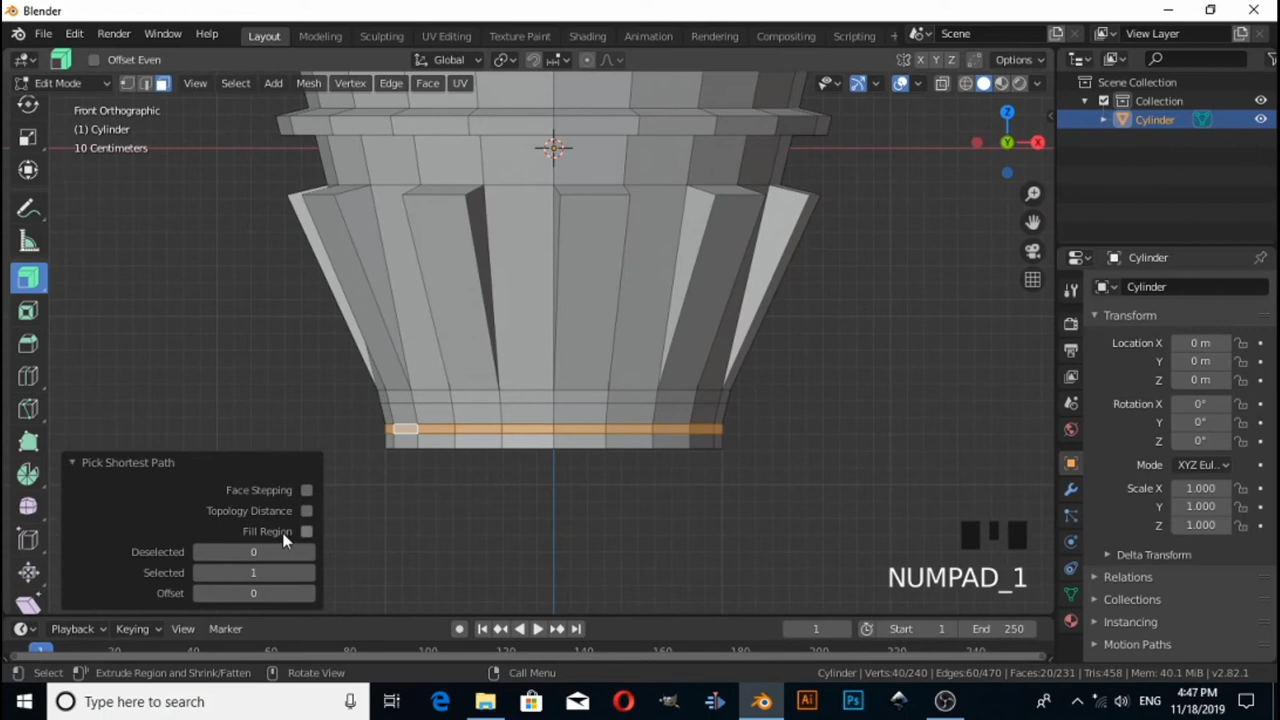 Blender
File Edit Render Window Help Layout Modeling Sculpting UV Editing Texture Paint Shading Animation Rendering Compositing Scripting Scene View Layer
Offset Even Global X Y Z Options
Edit Mode View Select Add Mesh Vertex Edge Face UV
Scene Collection
Collection
Cylinder
Front Orthographic
(1) Cylinder
10 Centimeters
Z
Y
X
Cylinder
Cylinder
Transform
Location X 0 m
Y 0 m
Z 0 m
Rotation X 0°
Y 0°
Z 0°
Mode XYZ Eul...
Scale X 1.000
Y 1.000
Z 1.000
Delta Transform
Relations
Collections
Instancing
Motion Paths
Pick Shortest Path
Face Stepping
Topology Distance
Fill Region
Deselected 0
Selected 1
Offset 0
NUMPAD_1
Playback Keying View Marker 1 Start 1 End 250
Select Extrude Region and Shrink/Fatten Rotate View Call Menu Cylinder | Verts:40/240 | Edges:60/470 | Faces:20/231 | Tris:458 | Mem: 40.1 MiB | v2.82.1
Type here to search ENG 4:47 PM
11/18/2019